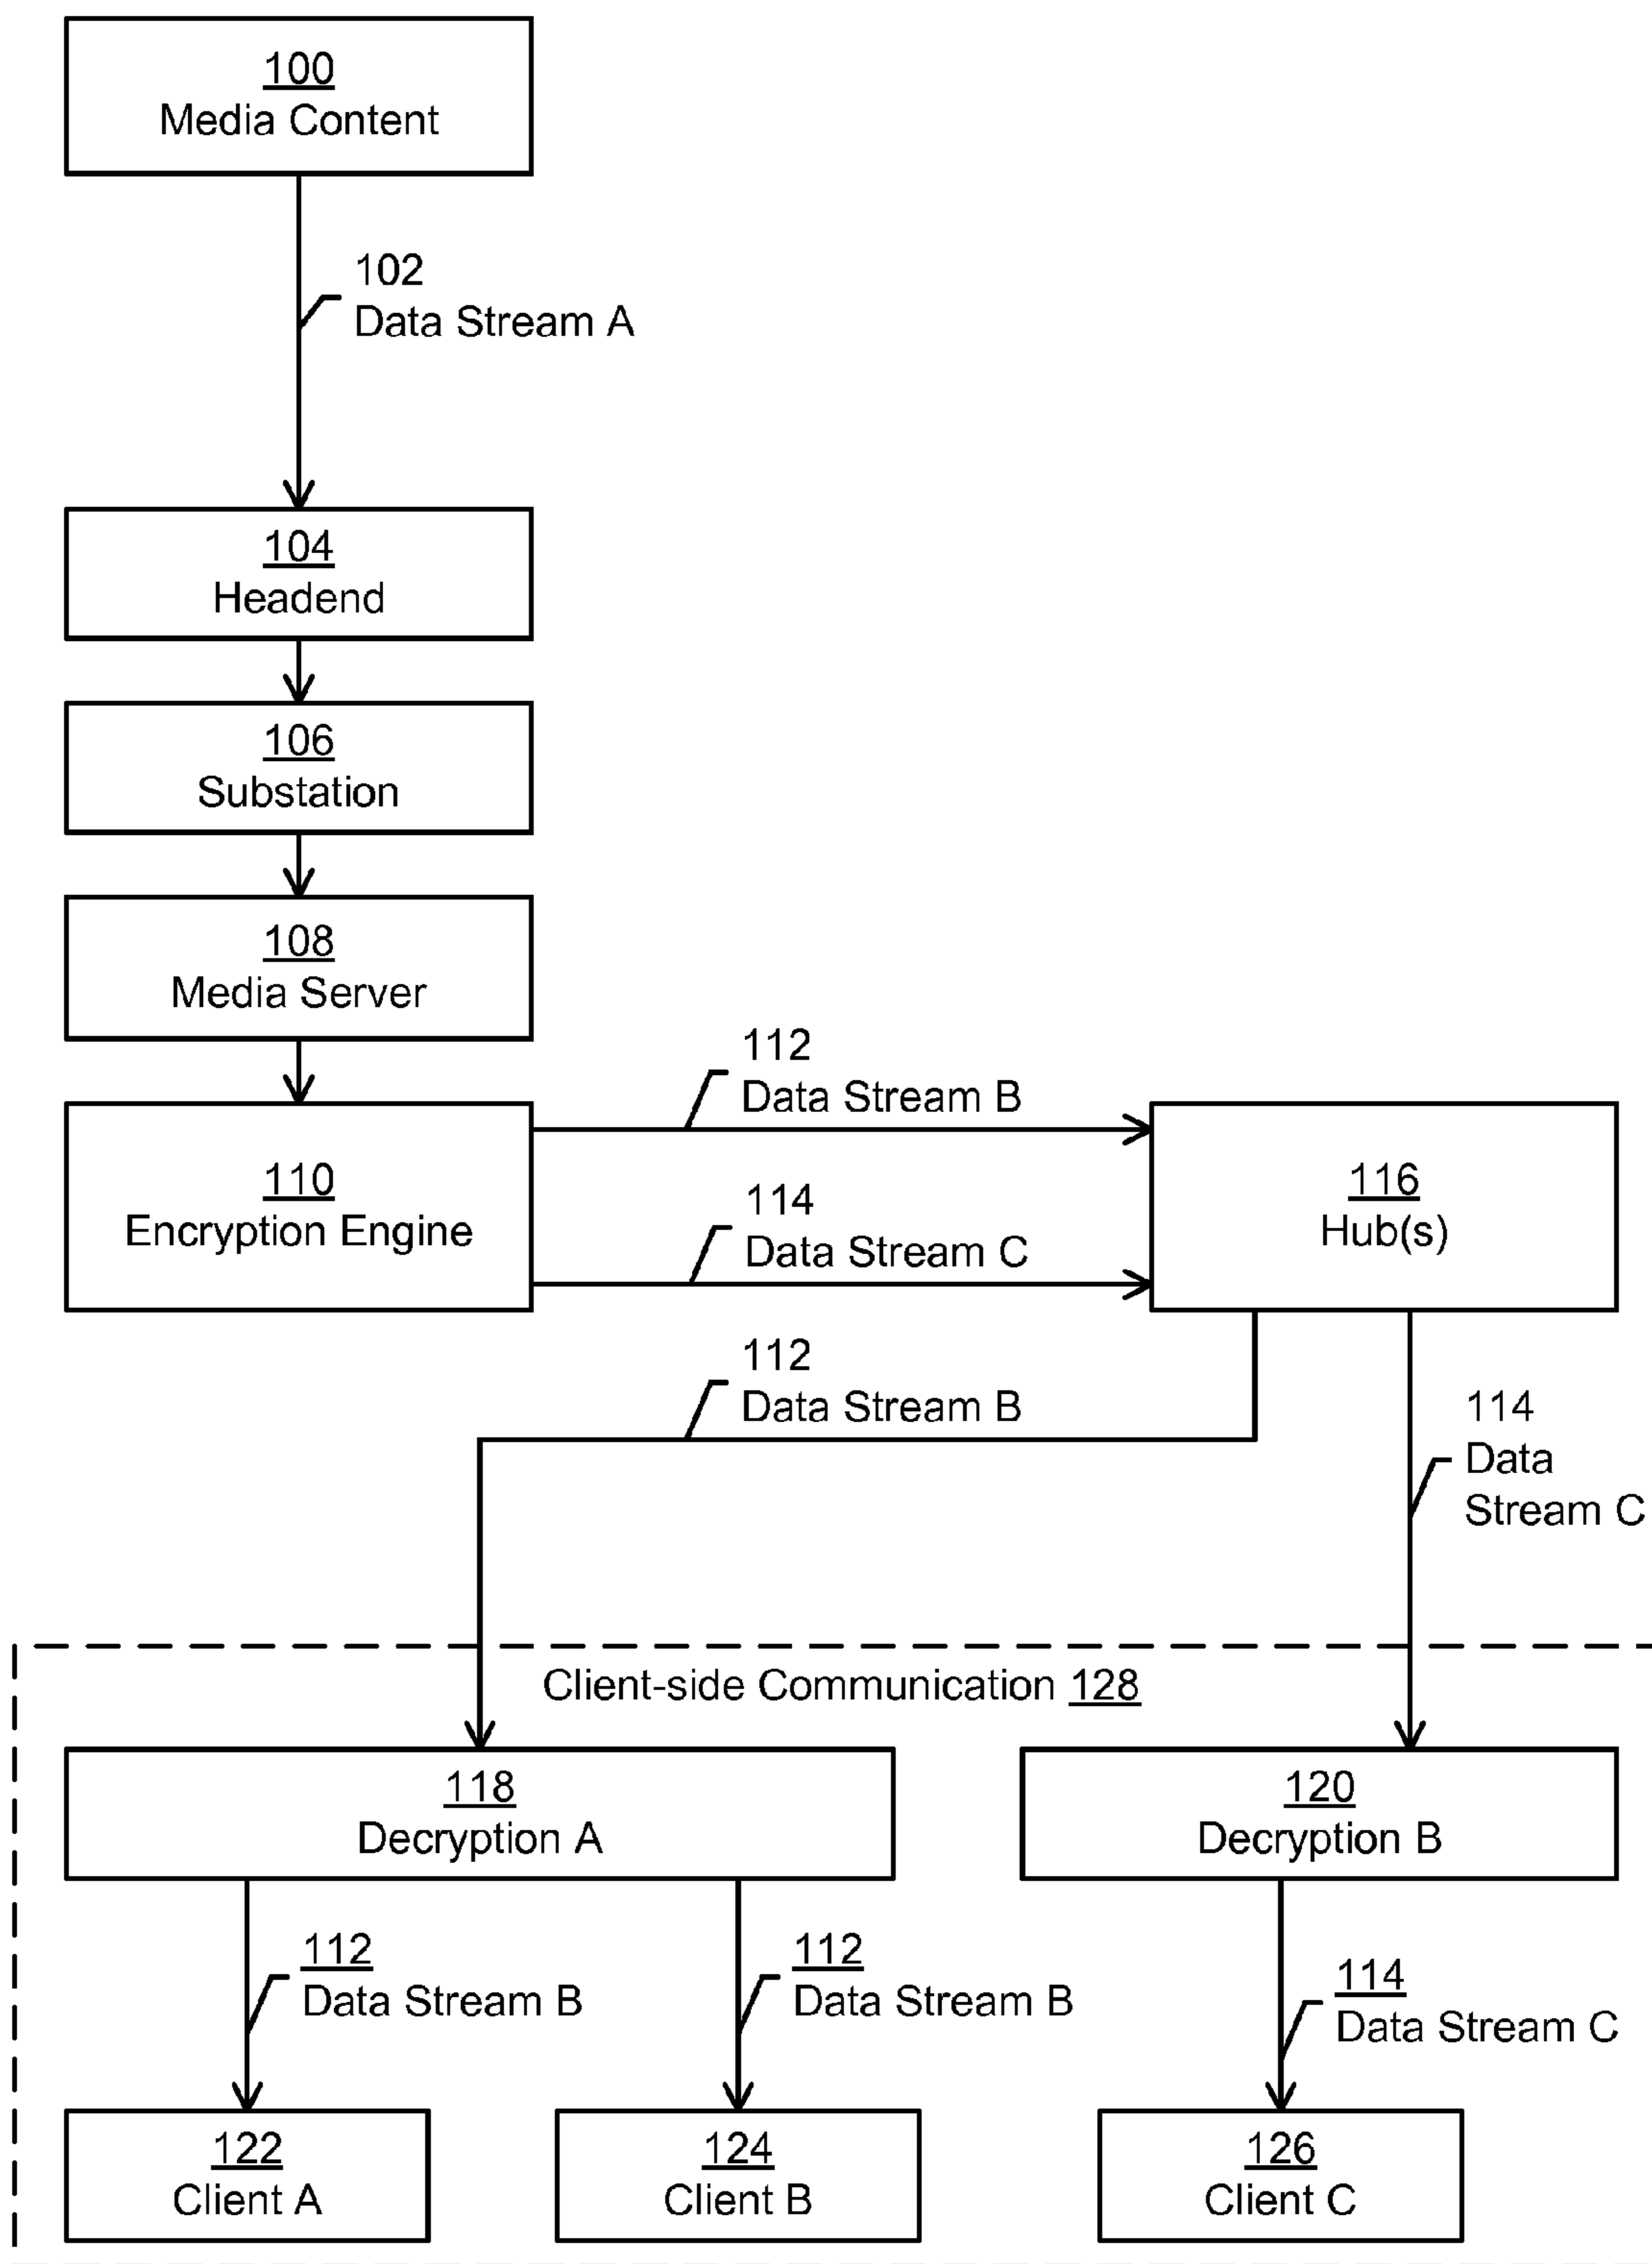 100
Media Content
102
Data Stream A
104
Headend
106
Substation
108
Media Server
112
Data Stream B
110
Encryption Engine
114
Data Stream C
116
Hub(s)
112
Data Stream B
114
Data
Stream C
Client-side Communication 128
118
Decryption A
120
Decryption B
112
Data Stream B
112
Data Stream B
114
Data Stream C
122
Client A
124
Client B
126
Client C